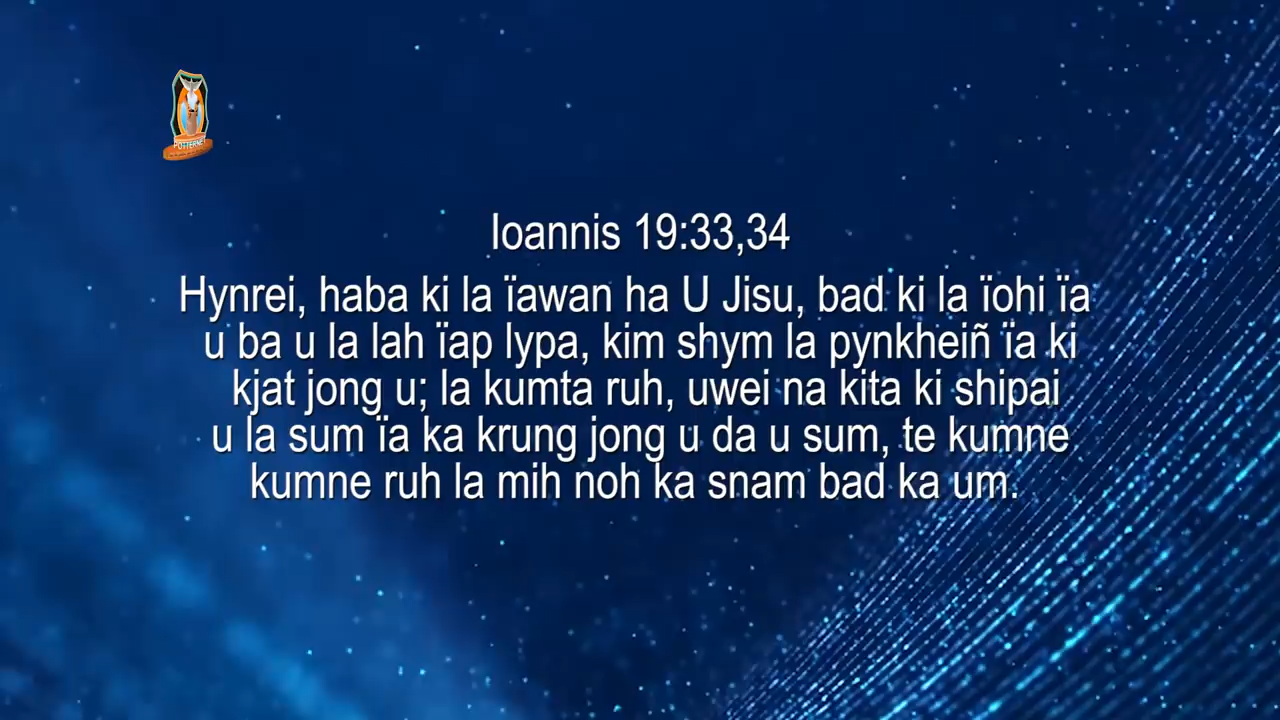 POTTERNET
Ioannis 19:33,34
Hynrei, haba ki la ïawan ha U Jisu, bad ki la ïohi ïa
u ba u la lah ïap lypa, kim shym la pynkheiñ ïa ki
kjat jong u; la kumta ruh, uwei na kita ki shipai
u la sum ïa ka krung jong u da u sum, te kumne
kumne ruh la mih noh ka snam bad ka um.